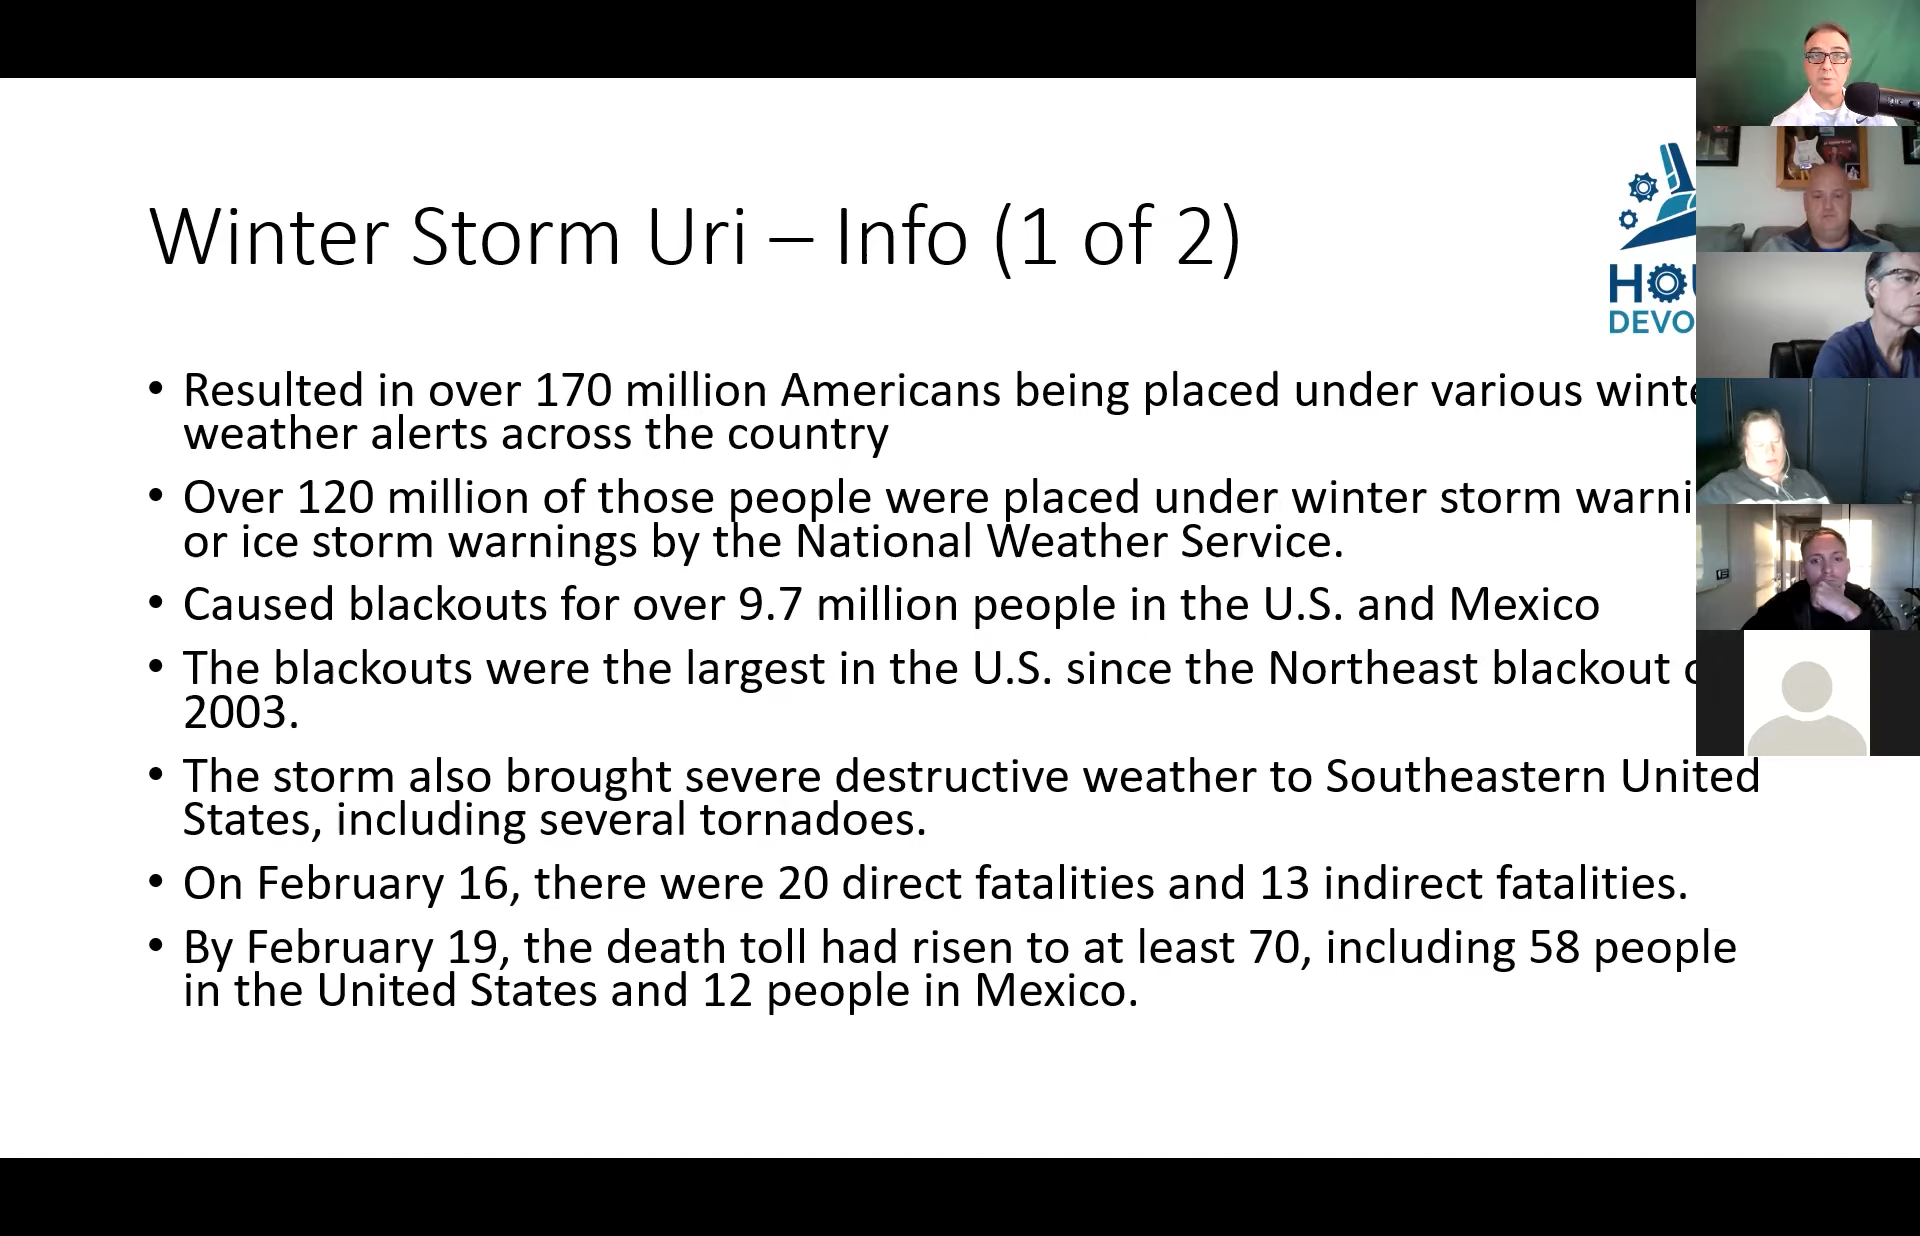 Winter Storm Uri – Info (1 of 2)
HOU
DEVO
• Resulted in over 170 million Americans being placed under various winte
weather alerts across the country
• Over 120 million of those people were placed under winter storm warni
or ice storm warnings by the National Weather Service.
• Caused blackouts for over 9.7 million people in the U.S. and Mexico
• The blackouts were the largest in the U.S. since the Northeast blackout
2003.
• The storm also brought severe destructive weather to Southeastern United
States, including several tornadoes.
• On February 16, there were 20 direct fatalities and 13 indirect fatalities.
• By February 19, the death toll had risen to at least 70, including 58 people
in the United States and 12 people in Mexico.